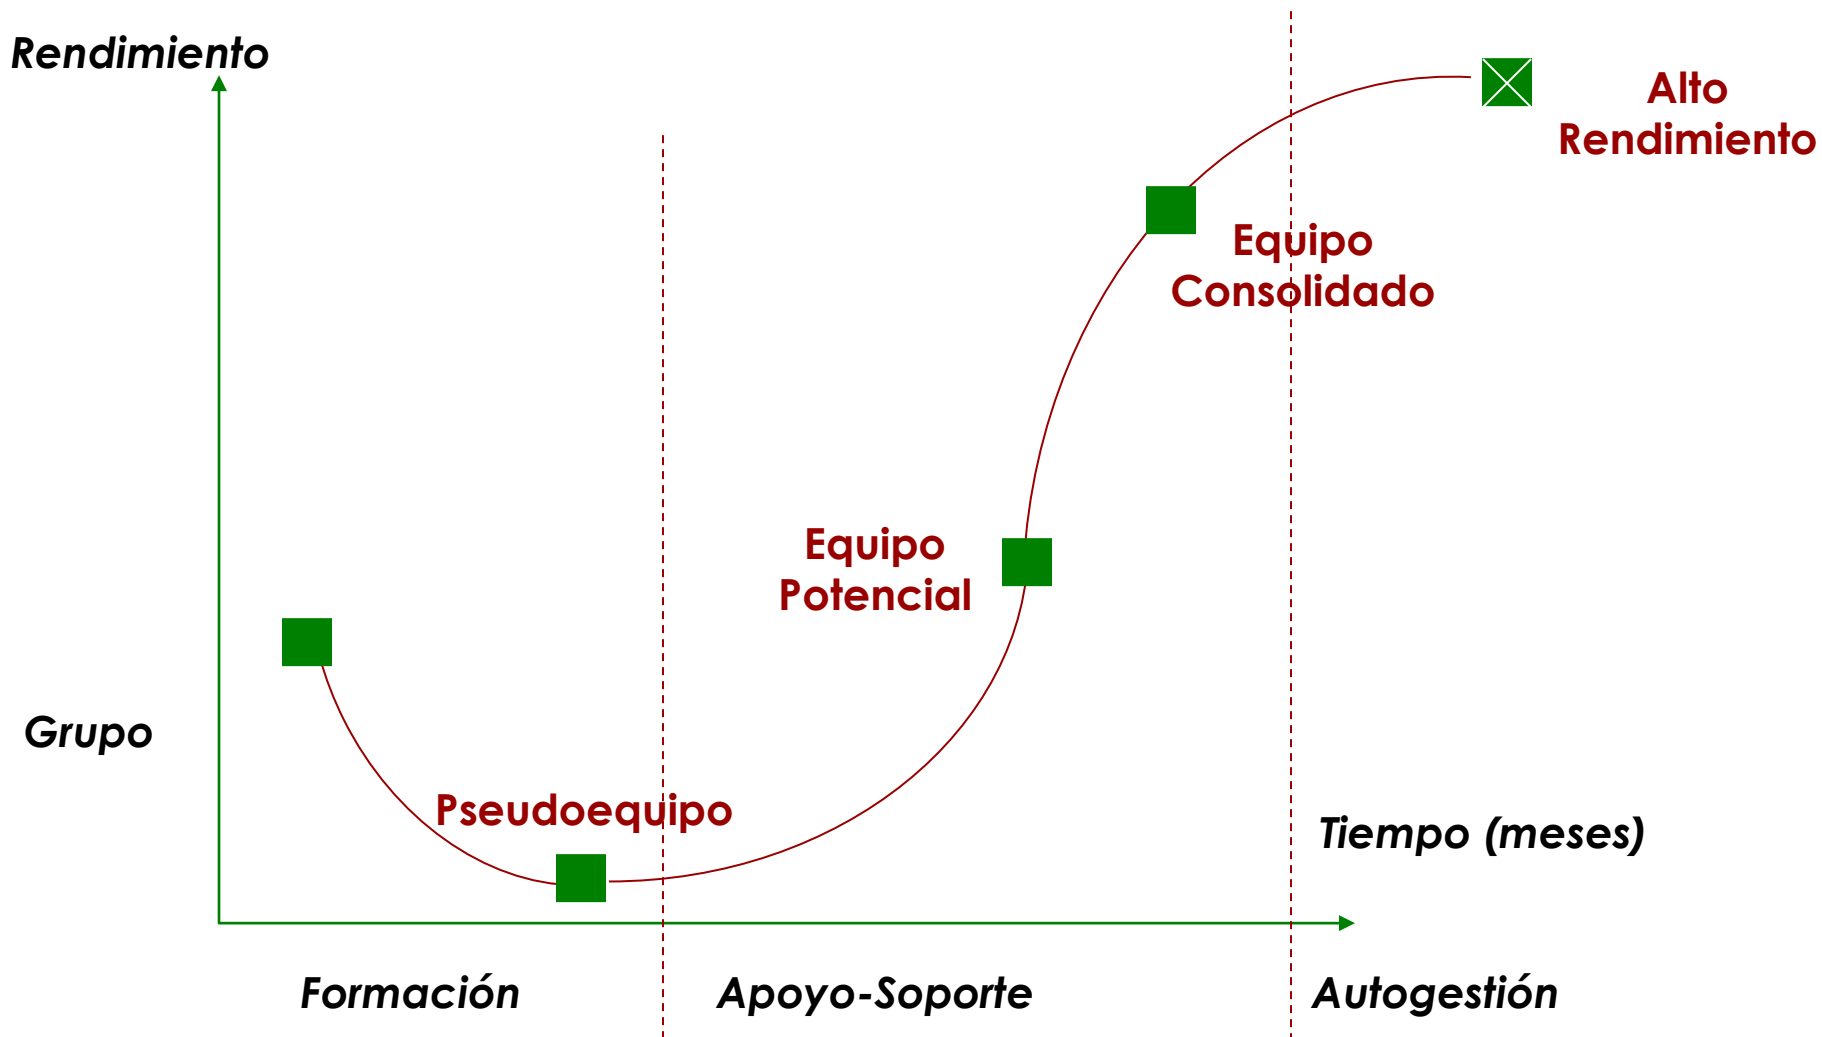 Rendimiento
Alto
Rendimiento
Equipo
Consolidado
Equipo
Potencial
Grupo
Pseudoequipo
Tiempo (meses)
Formación
Apoyo-Soporte
Autogestión